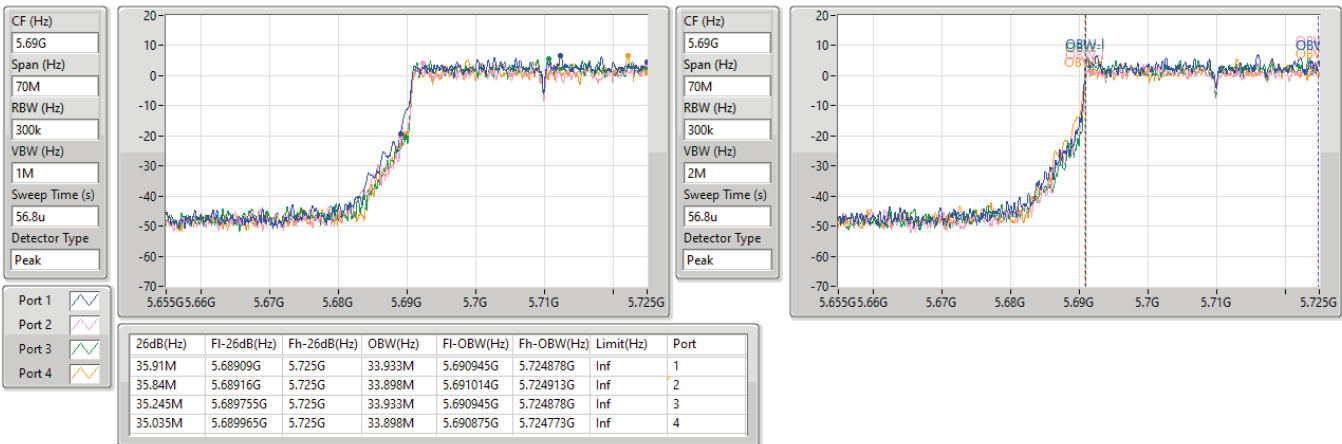 CF (Hz)
5.69G
Span (Hz)
70M
RBW (Hz)
300k
VBW (Hz)
1M
Sweep Time (s)
56.8u
Detector Type
Peak
20
10
0
-10
-20
-30
-40
-50
-60
-70
5.655G 5.66G 5.67G 5.68G 5.69G 5.7G 5.71G 5.725G
CF (Hz)
5.69G
Span (Hz)
70M
RBW (Hz)
300k
VBW (Hz)
2M
Sweep Time (s)
56.8u
Detector Type
Peak
20
10
0
-10
-20
-30
-40
-50
-60
-70
OBW-l
5.655G 5.66G 5.67G 5.68G 5.69G 5.7G 5.71G 5.725G
Port 1
Port 2
Port 3
Port 4
26dB(Hz) Fl-26dB(Hz) Fh-26dB(Hz) OBW(Hz) Fl-OBW(Hz) Fh-OBW(Hz) Limit(Hz) Port
35.91M 5.68909G 5.725G 33.933M 5.690945G 5.724878G Inf 1
35.84M 5.68916G 5.725G 33.898M 5.691014G 5.724913G Inf 2
35.245M 5.689755G 5.725G 33.933M 5.690945G 5.724878G Inf 3
35.035M 5.689965G 5.725G 33.898M 5.690875G 5.724773G Inf 4